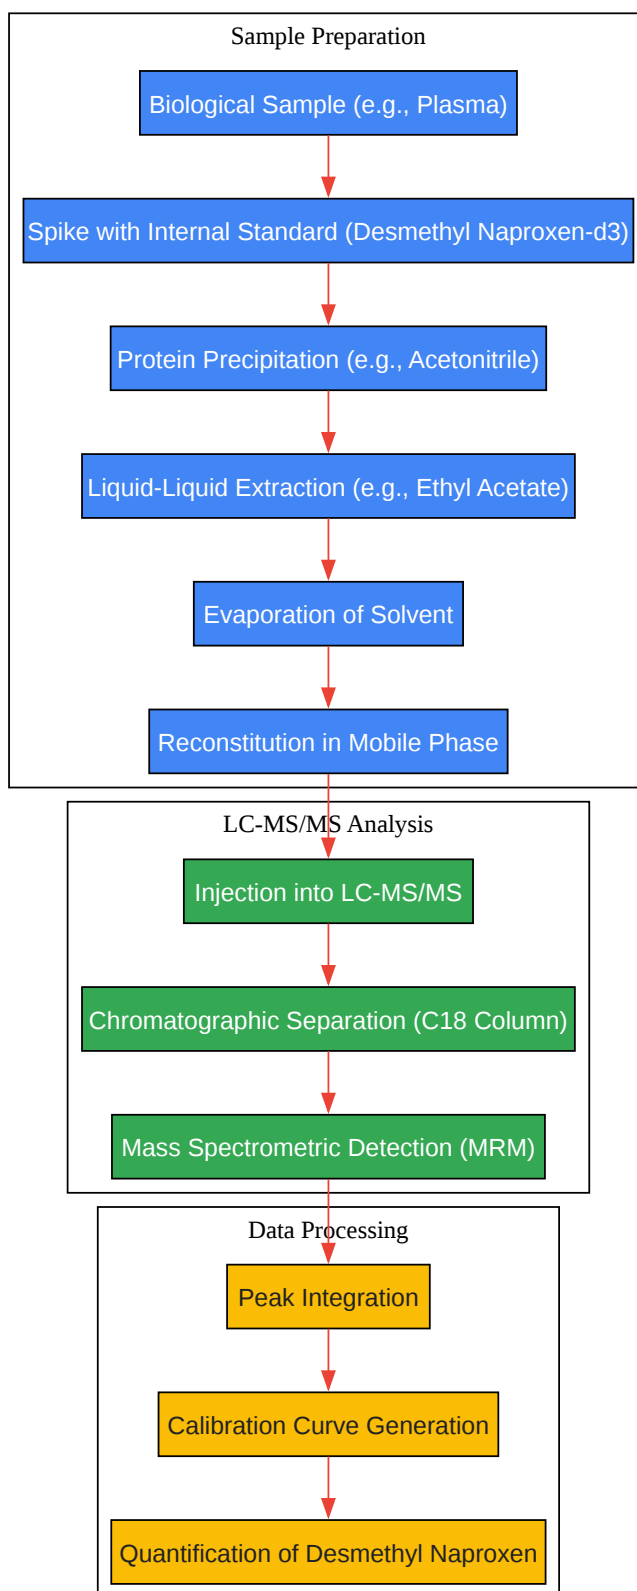 Sample Preparation
Biological Sample (e.g., Plasma)
Spike with Internal Standard (Desmethyl Naproxen-d3)
Protein Precipitation (e.g., Acetonitrile)
Liquid-Liquid Extraction (e.g., Ethyl Acetate)
Evaporation of Solvent
Reconstitution in Mobile Phase
LC-MS/MS Analysis
Injection into LC-MS/MS
Chromatographic Separation (C18 Column)
Mass Spectrometric Detection (MRM)
Data Processing
Peak Integration
Calibration Curve Generation
Quantification of Desmethyl Naproxen